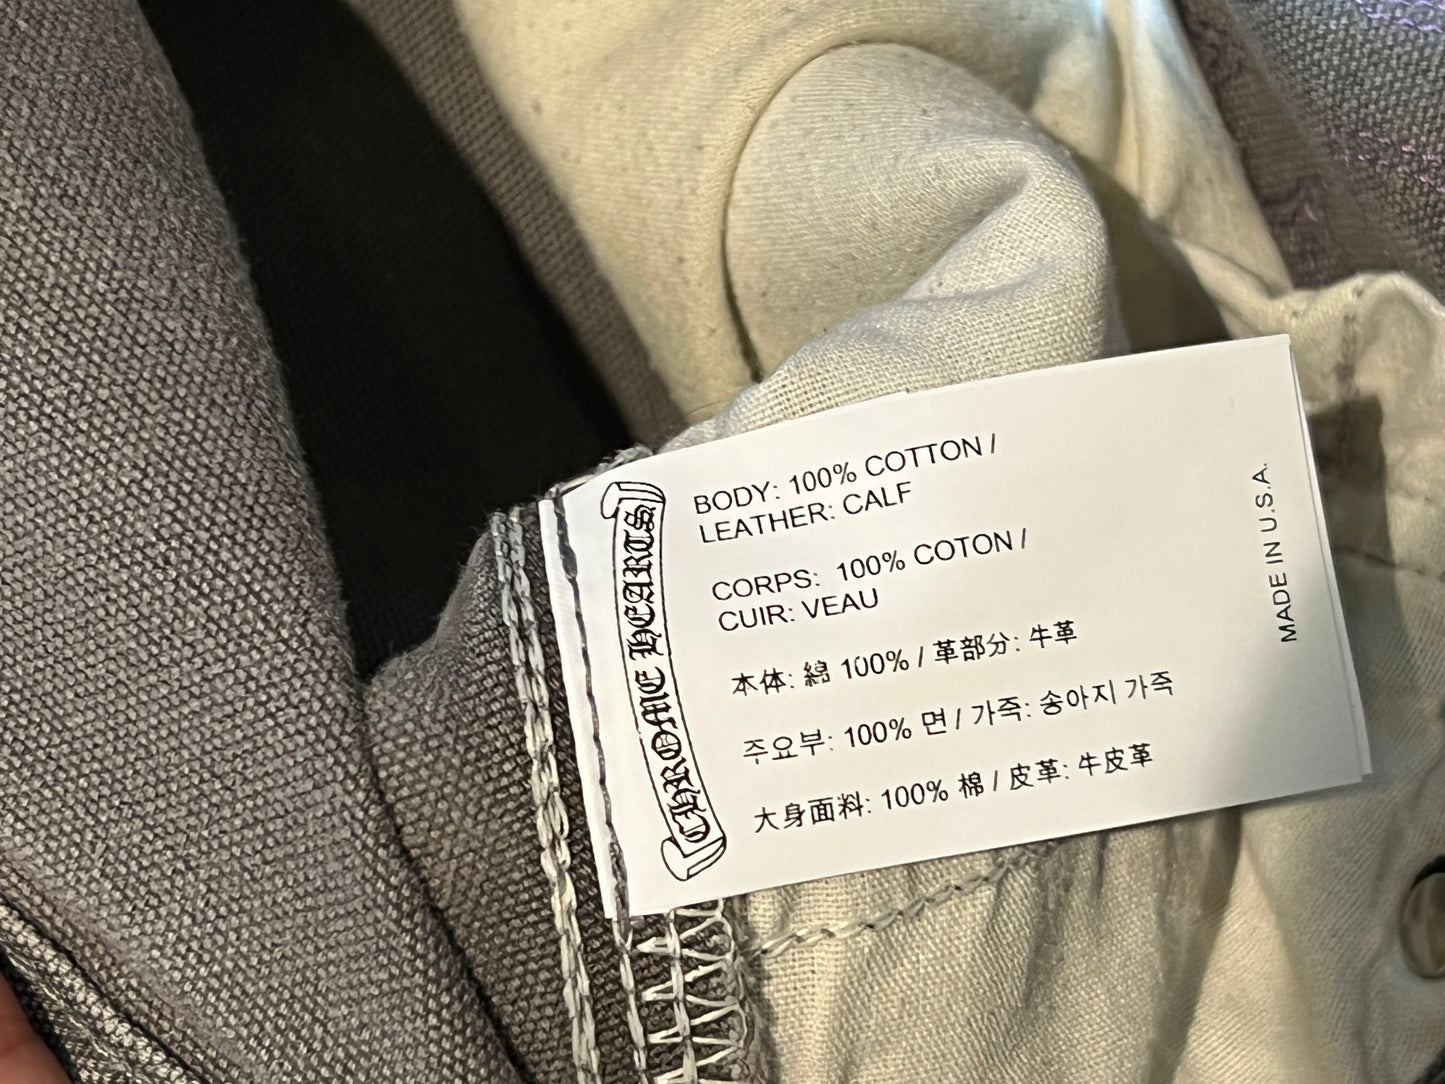 CHROME HEARTS
BODY: 100% COTTON /
LEATHER: CALF
CORPS: 100% COTON /
CUIR: VEAU
本体: 綿 100% / 革部分: 牛革
주요부: 100% 면 / 가죽: 송아지 가죽
大身面料: 100% 棉 / 皮革: 牛皮革
MADE IN U.S.A.